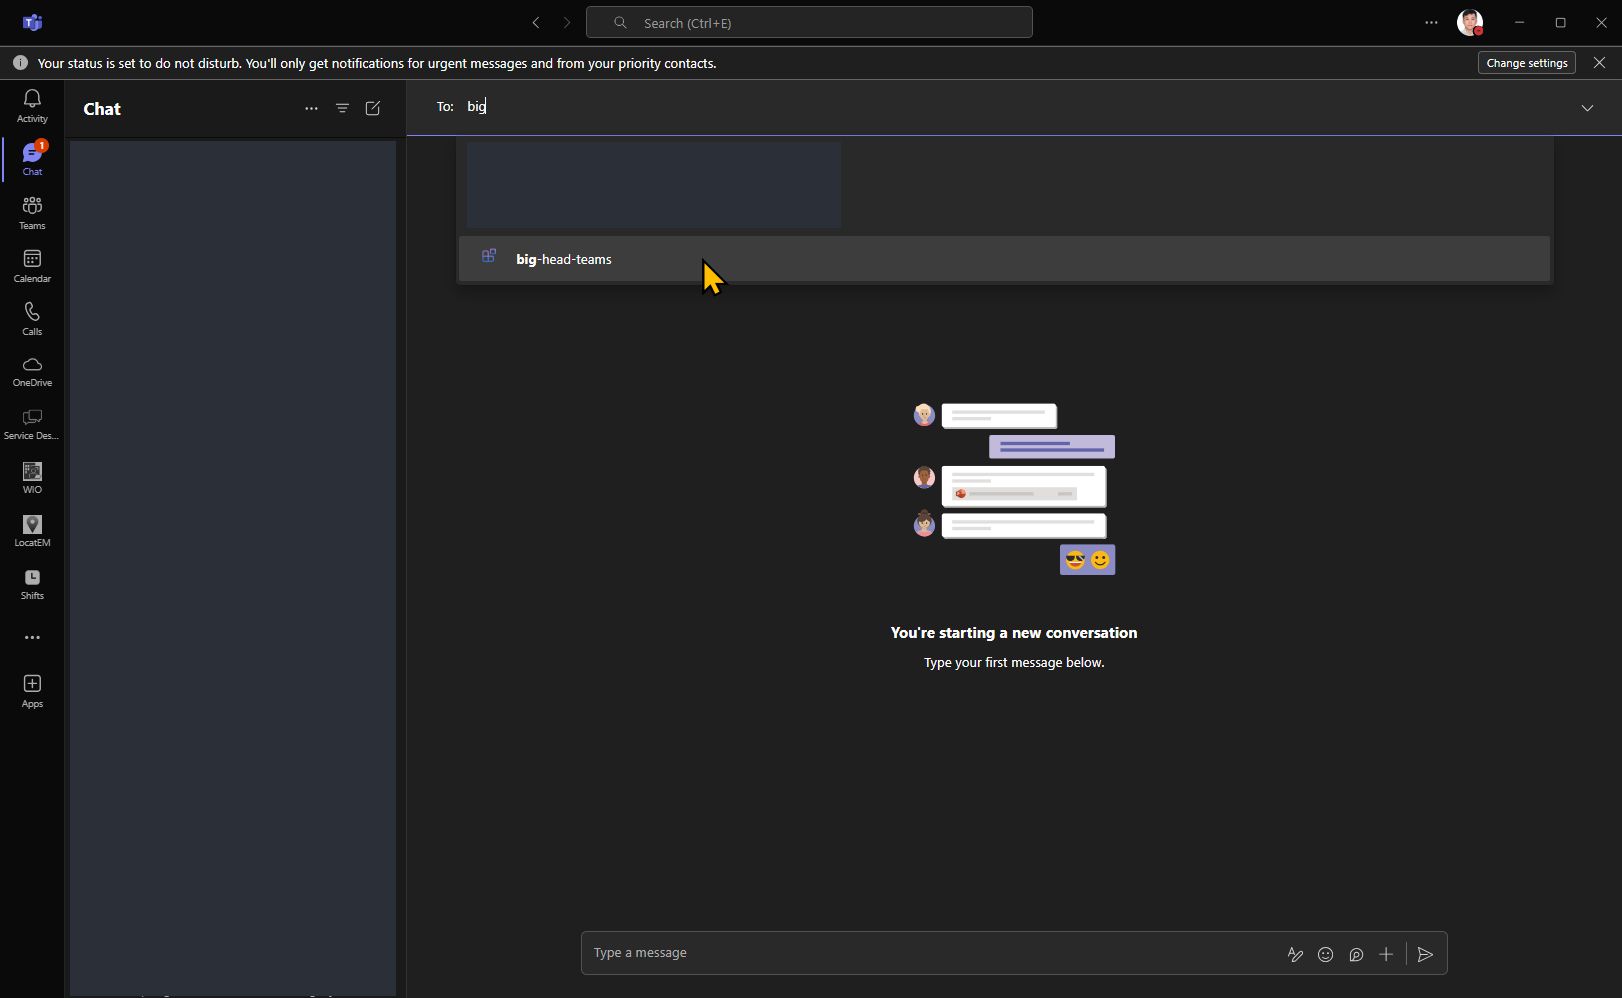 Search (Ctrl+E)
Your status is set to do not disturb. You'll only get notifications for urgent messages and from your priority contacts.
Change settings
Activity
1
Chat
Teams
Calendar
Calls
OneDrive
Service Des...
WIO
LocatEM
Shifts
Apps
Chat
To: big
big-head-teams
You're starting a new conversation
Type your first message below.
Type a message